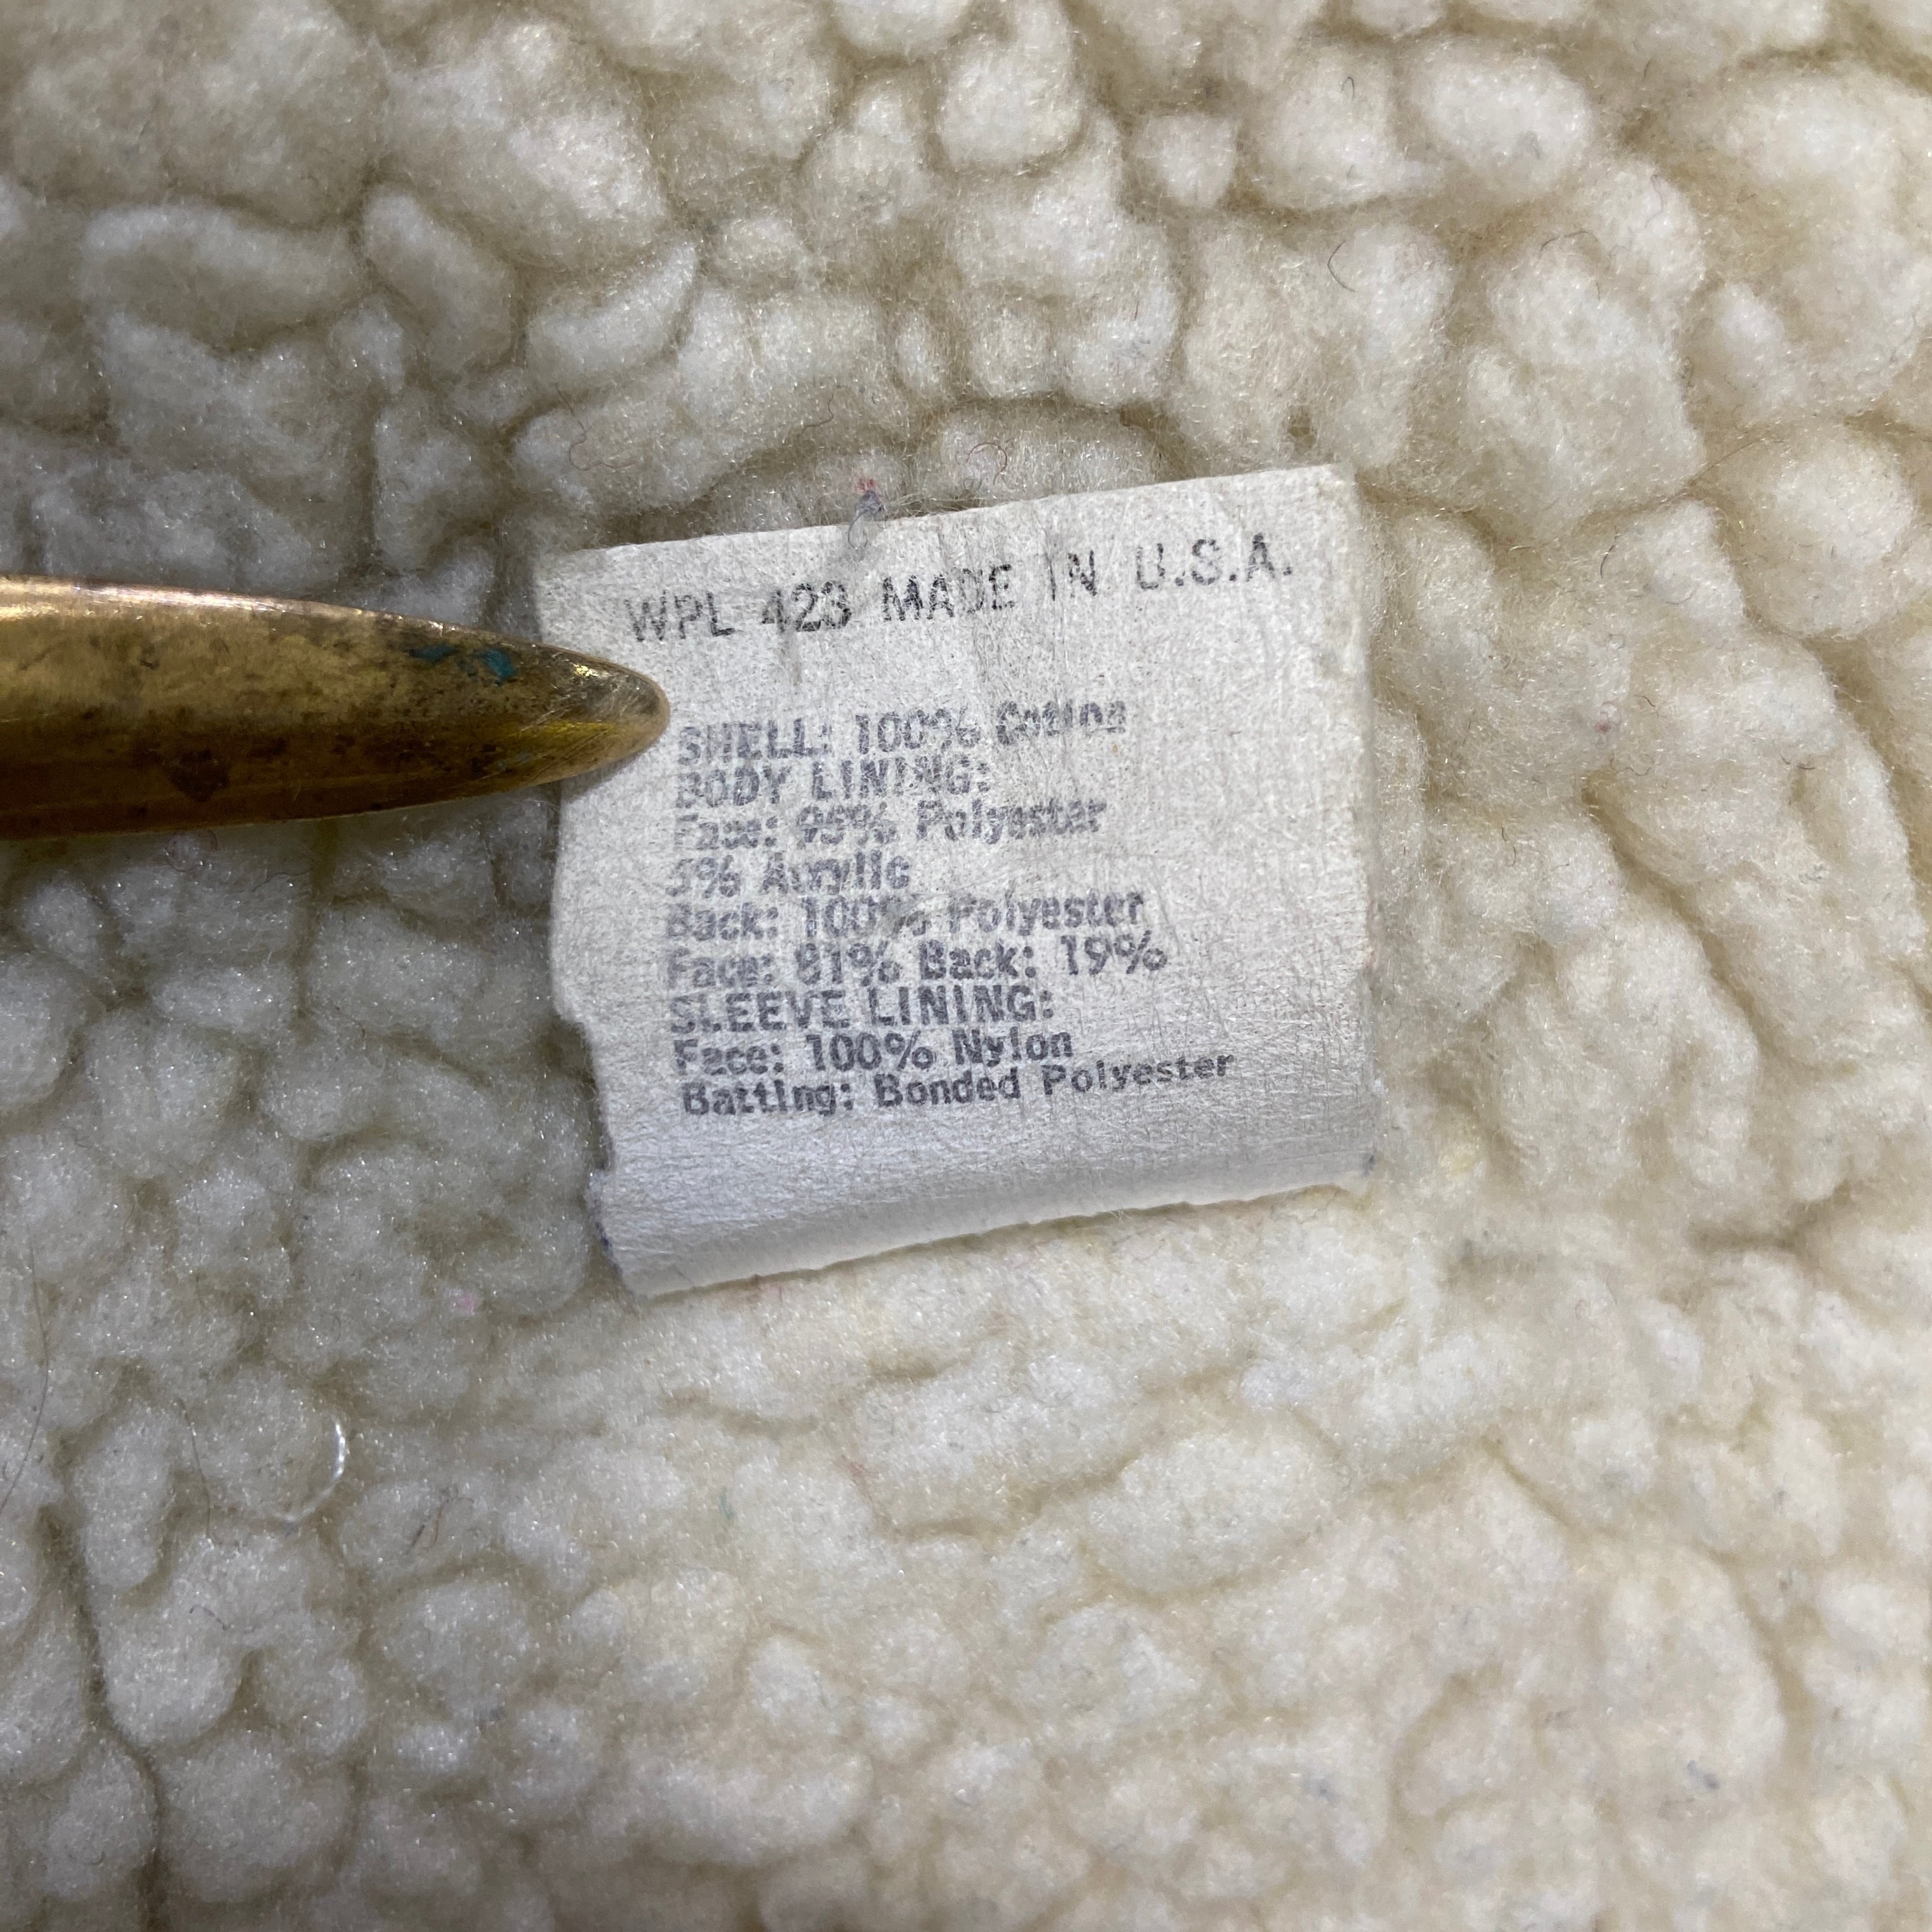 WPL 423 MADE IN U.S.A.
SHELL: 100% Cotton
BODY LINING:
Face: 95% Polyester
5% Acrylic
Back: 100% Polyester
Face: 81% Back: 19%
SLEEVE LINING:
Face: 100% Nylon
Batting: Bonded Polyester